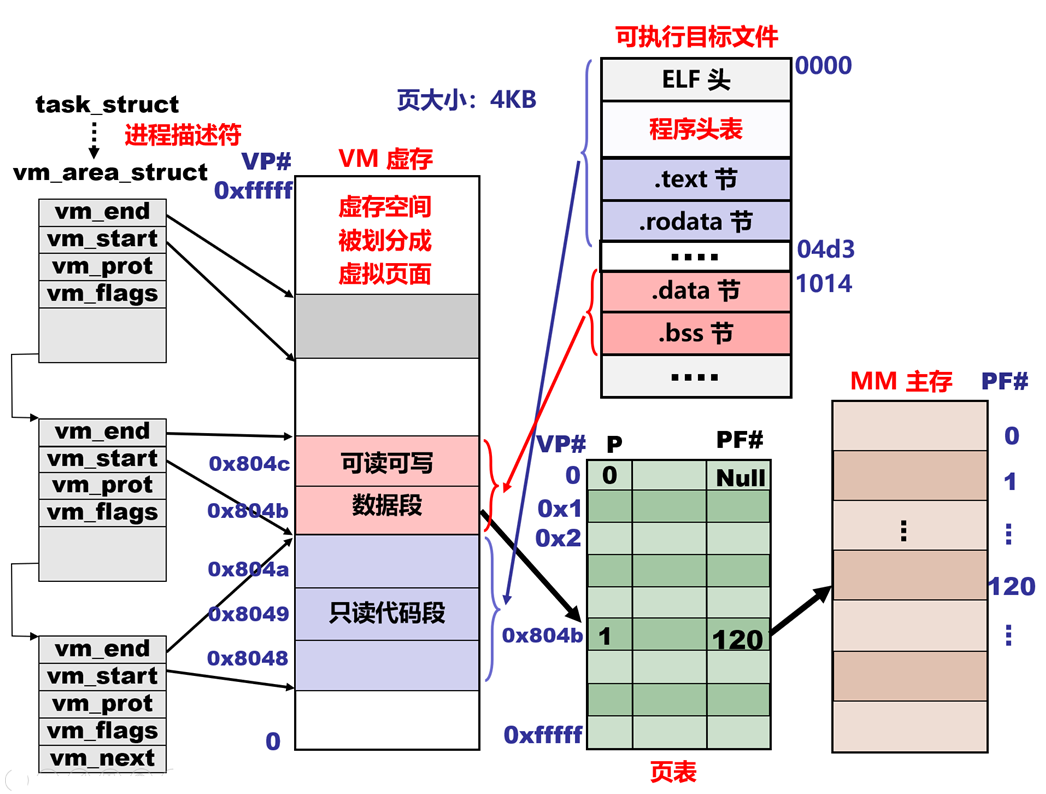 可执行目标文件
ELF 头
0000
程序头表
.text 节
.rodata 节
....
04d3
.data 节
1014
.bss 节
....
页大小：4KB
task_struct
进程描述符
vm_area_struct
vm_end
vm_start
vm_prot
vm_flags
vm_end
vm_start
vm_prot
vm_flags
vm_end
vm_start
vm_prot
vm_flags
vm_next
VP#
VM 虚存
0xfffff
虚存空间
被划分成
虚拟页面
0x804c
可读可写
0x804b
数据段
0x804a
0x8049
只读代码段
0x8048
0
VP#
P
PF#
0
0
Null
0x1
0x2
0x804b
1
120
0xfffff
页表
MM 主存
PF#
0
1
⋮
⋮
120
⋮